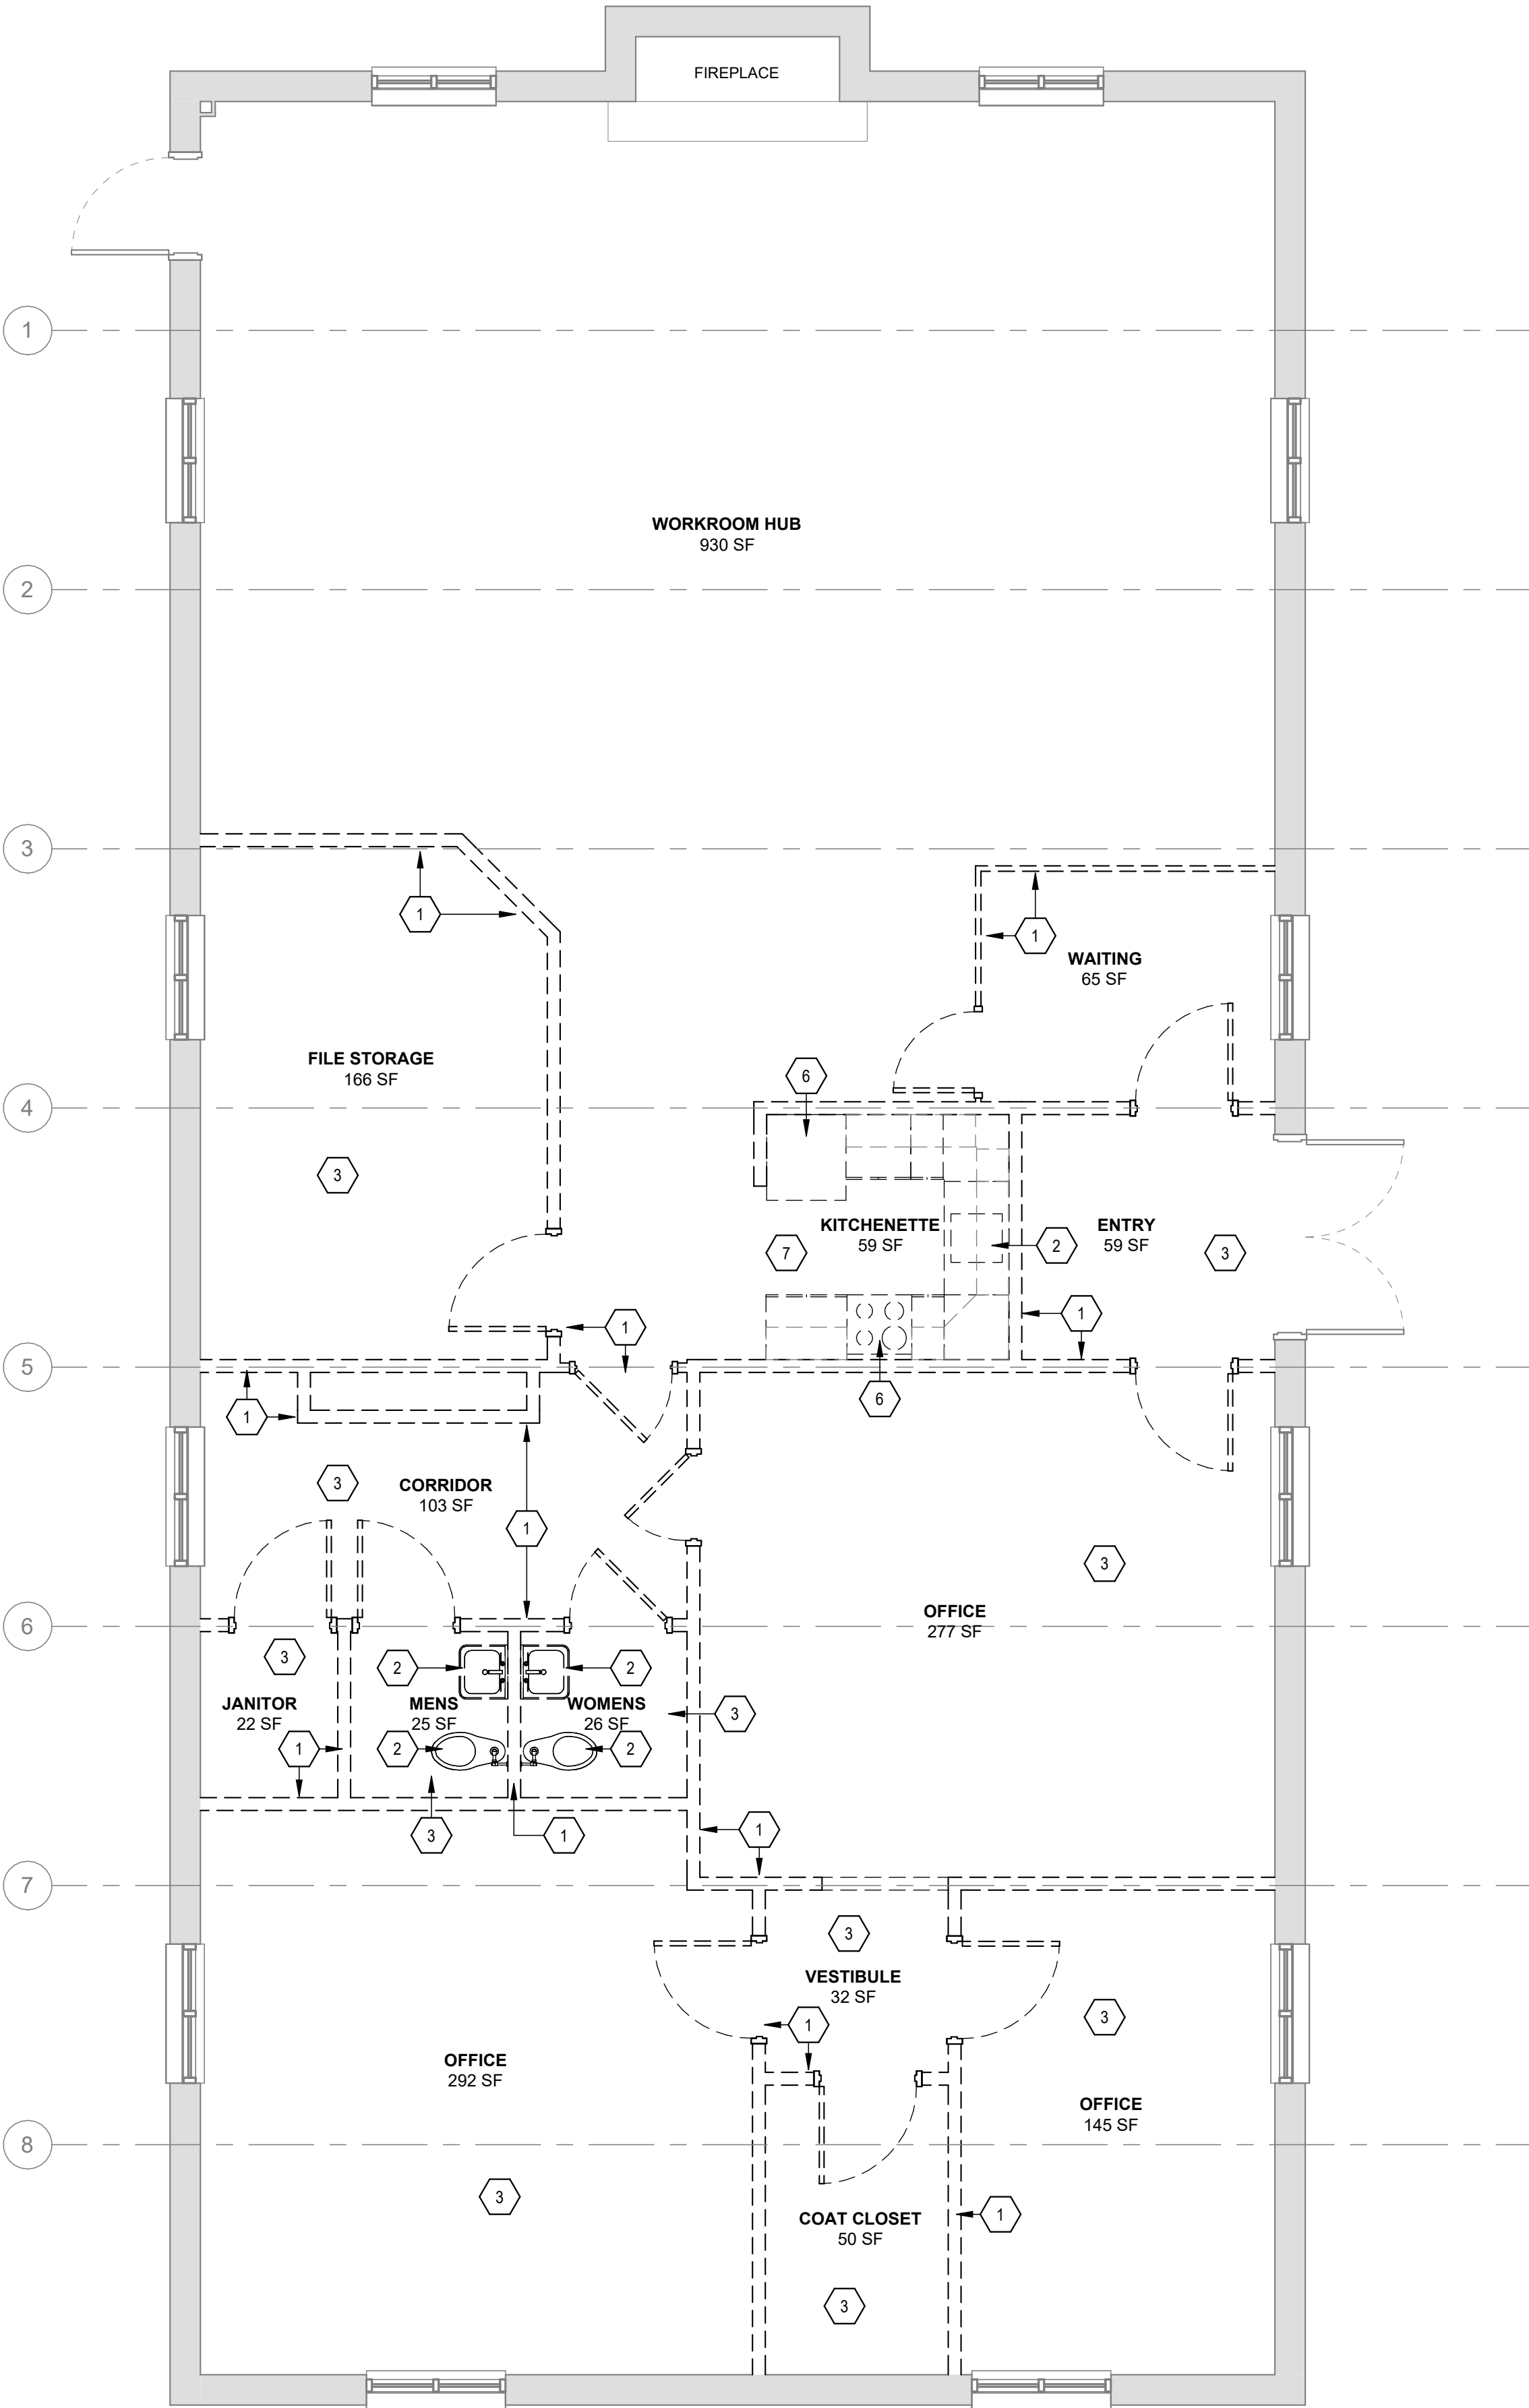 FIREPLACE
1
WORKROOM HUB
930 SF
2
3
1
1
WAITING
65 SF
FILE STORAGE
166 SF
6
4
3
KITCHENETTE
59 SF
ENTRY
59 SF
7
2
3
1
1
5
6
1
3
CORRIDOR
103 SF
1
3
OFFICE
277 SF
6
3
2
2
JANITOR
22 SF
MENS
25 SF
WOMENS
26 SF
3
1
2
2
3
1
1
7
3
VESTIBULE
32 SF
3
1
OFFICE
292 SF
OFFICE
145 SF
8
3
COAT CLOSET
50 SF
1
3